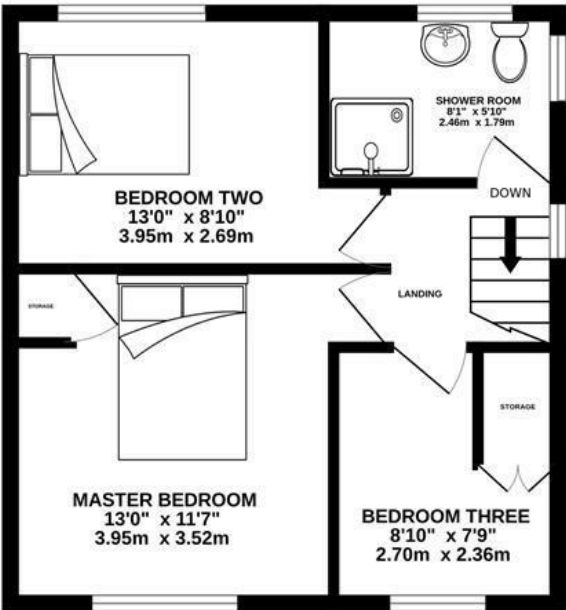 SHOWER ROOM
8'1" x 5'10"
2.46m x 1.79m
BEDROOM TWO
13'0" x 8'10"
3.95m x 2.69m
DOWN
STORAGE
LANDING
STORAGE
MASTER BEDROOM
13'0" x 11'7"
3.95m x 3.52m
BEDROOM THREE
8'10" x 7'9"
2.70m x 2.36m